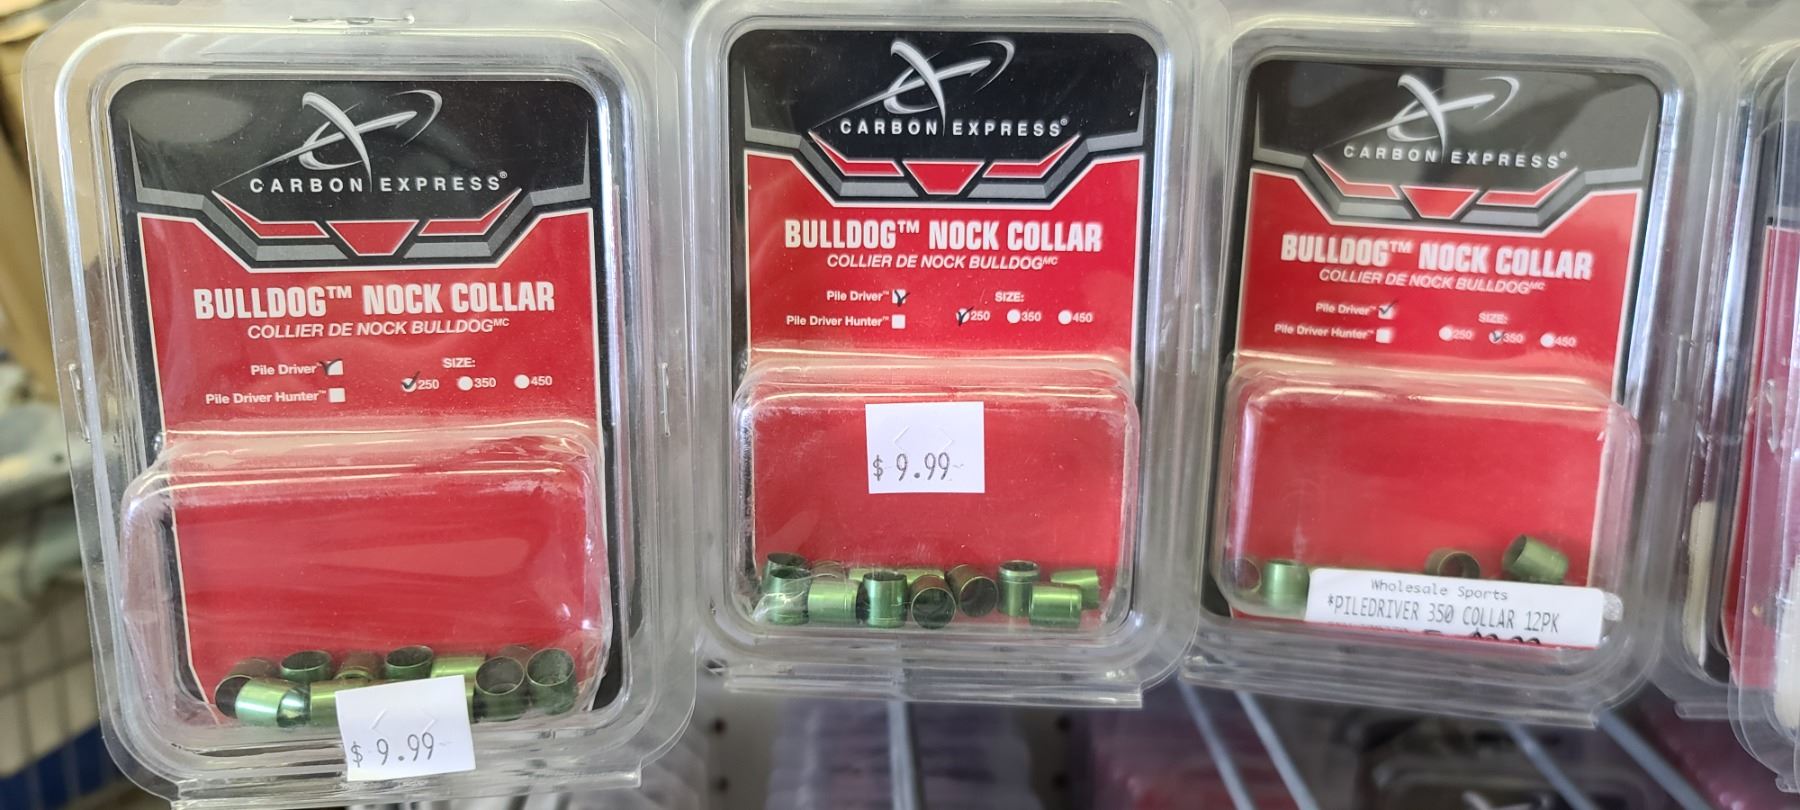 CARBON EXPRESS®
BULLDOG™ NOCK COLLAR
COLLIER DE NOCK BULLDOGMC
Pile Driver™
Pile Driver Hunter™
SIZE:
250 350 450
$ 9.99
CARBON EXPRESS®
BULLDOG™ NOCK COLLAR
COLLIER DE NOCK BULLDOGMC
Pile Driver™
Pile Driver Hunter™
SIZE:
250 350 450
$ 9.99
CARBON EXPRESS®
BULLDOG™ NOCK COLLAR
COLLIER DE NOCK BULLDOGMC
Pile Driver™
Pile Driver Hunter™
SIZE:
250 350 450
Wholesale Sports
*PILEDRIVER 350 COLLAR 12PK